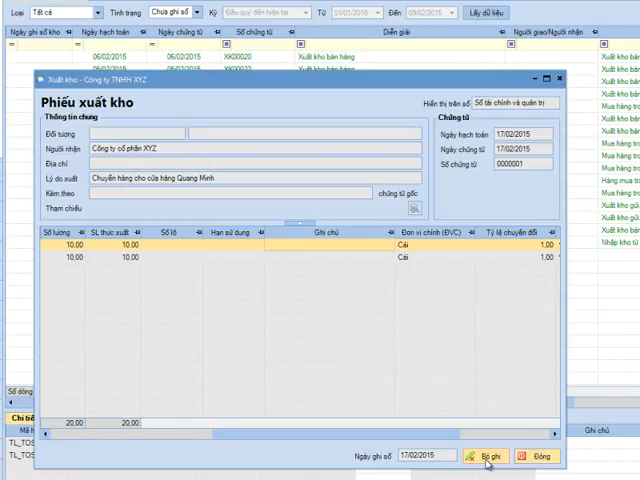 Loại Tất cả Tình trạng Chưa ghi sổ Kỳ Đầu quý đến hiện tại Từ 01/01/2015 Đến 09/02/2015 Lấy dữ liệu
Ngày ghi sổ kho Ngày hạch toán Ngày chứng từ Số chứng từ Diễn giải Người giao/Người nhận
06/02/2015 06/02/2015 XK00020 Xuất kho bán hàng
Xuất kho - Công ty TNHH XYZ
Phiếu xuất kho
Hiển thị trên sổ Sổ tài chính và quản trị
Thông tin chung
Đối tượng
Người nhận Công ty cổ phần XYZ
Địa chỉ
Lý do xuất Chuyển hàng cho cửa hàng Quang Minh
Kèm theo chứng từ gốc
Tham chiếu
Chứng từ
Ngày hạch toán 17/02/2015
Ngày chứng từ 17/02/2015
Số chứng từ 0000001
Số lượng SL thực xuất Số lô Hạn sử dụng Ghi chú Đơn vị chính (ĐVC) Tỷ lệ chuyển đổi
10,00 10,00 Cái 1,00
10,00 10,00 Cái 1,00
20,00 20,00
Ngày ghi sổ 17/02/2015 Bỏ ghi Đóng
Xuất kho bán
Xuất kho bán
Xuất kho
Xuất kho
Mua hàng tro
Xuất kho bán
Xuất kho bán
Mua hàng tro
Mua hàng tro
Mua hàng tro
Hàng mua tro
Mua hàng tro
Xuất kho gửi
Xuất kho bán
Nhập kho từ
Số dòng
Chi tiế
Mã h
Ghi chú
TL_TOS
TL_TOS